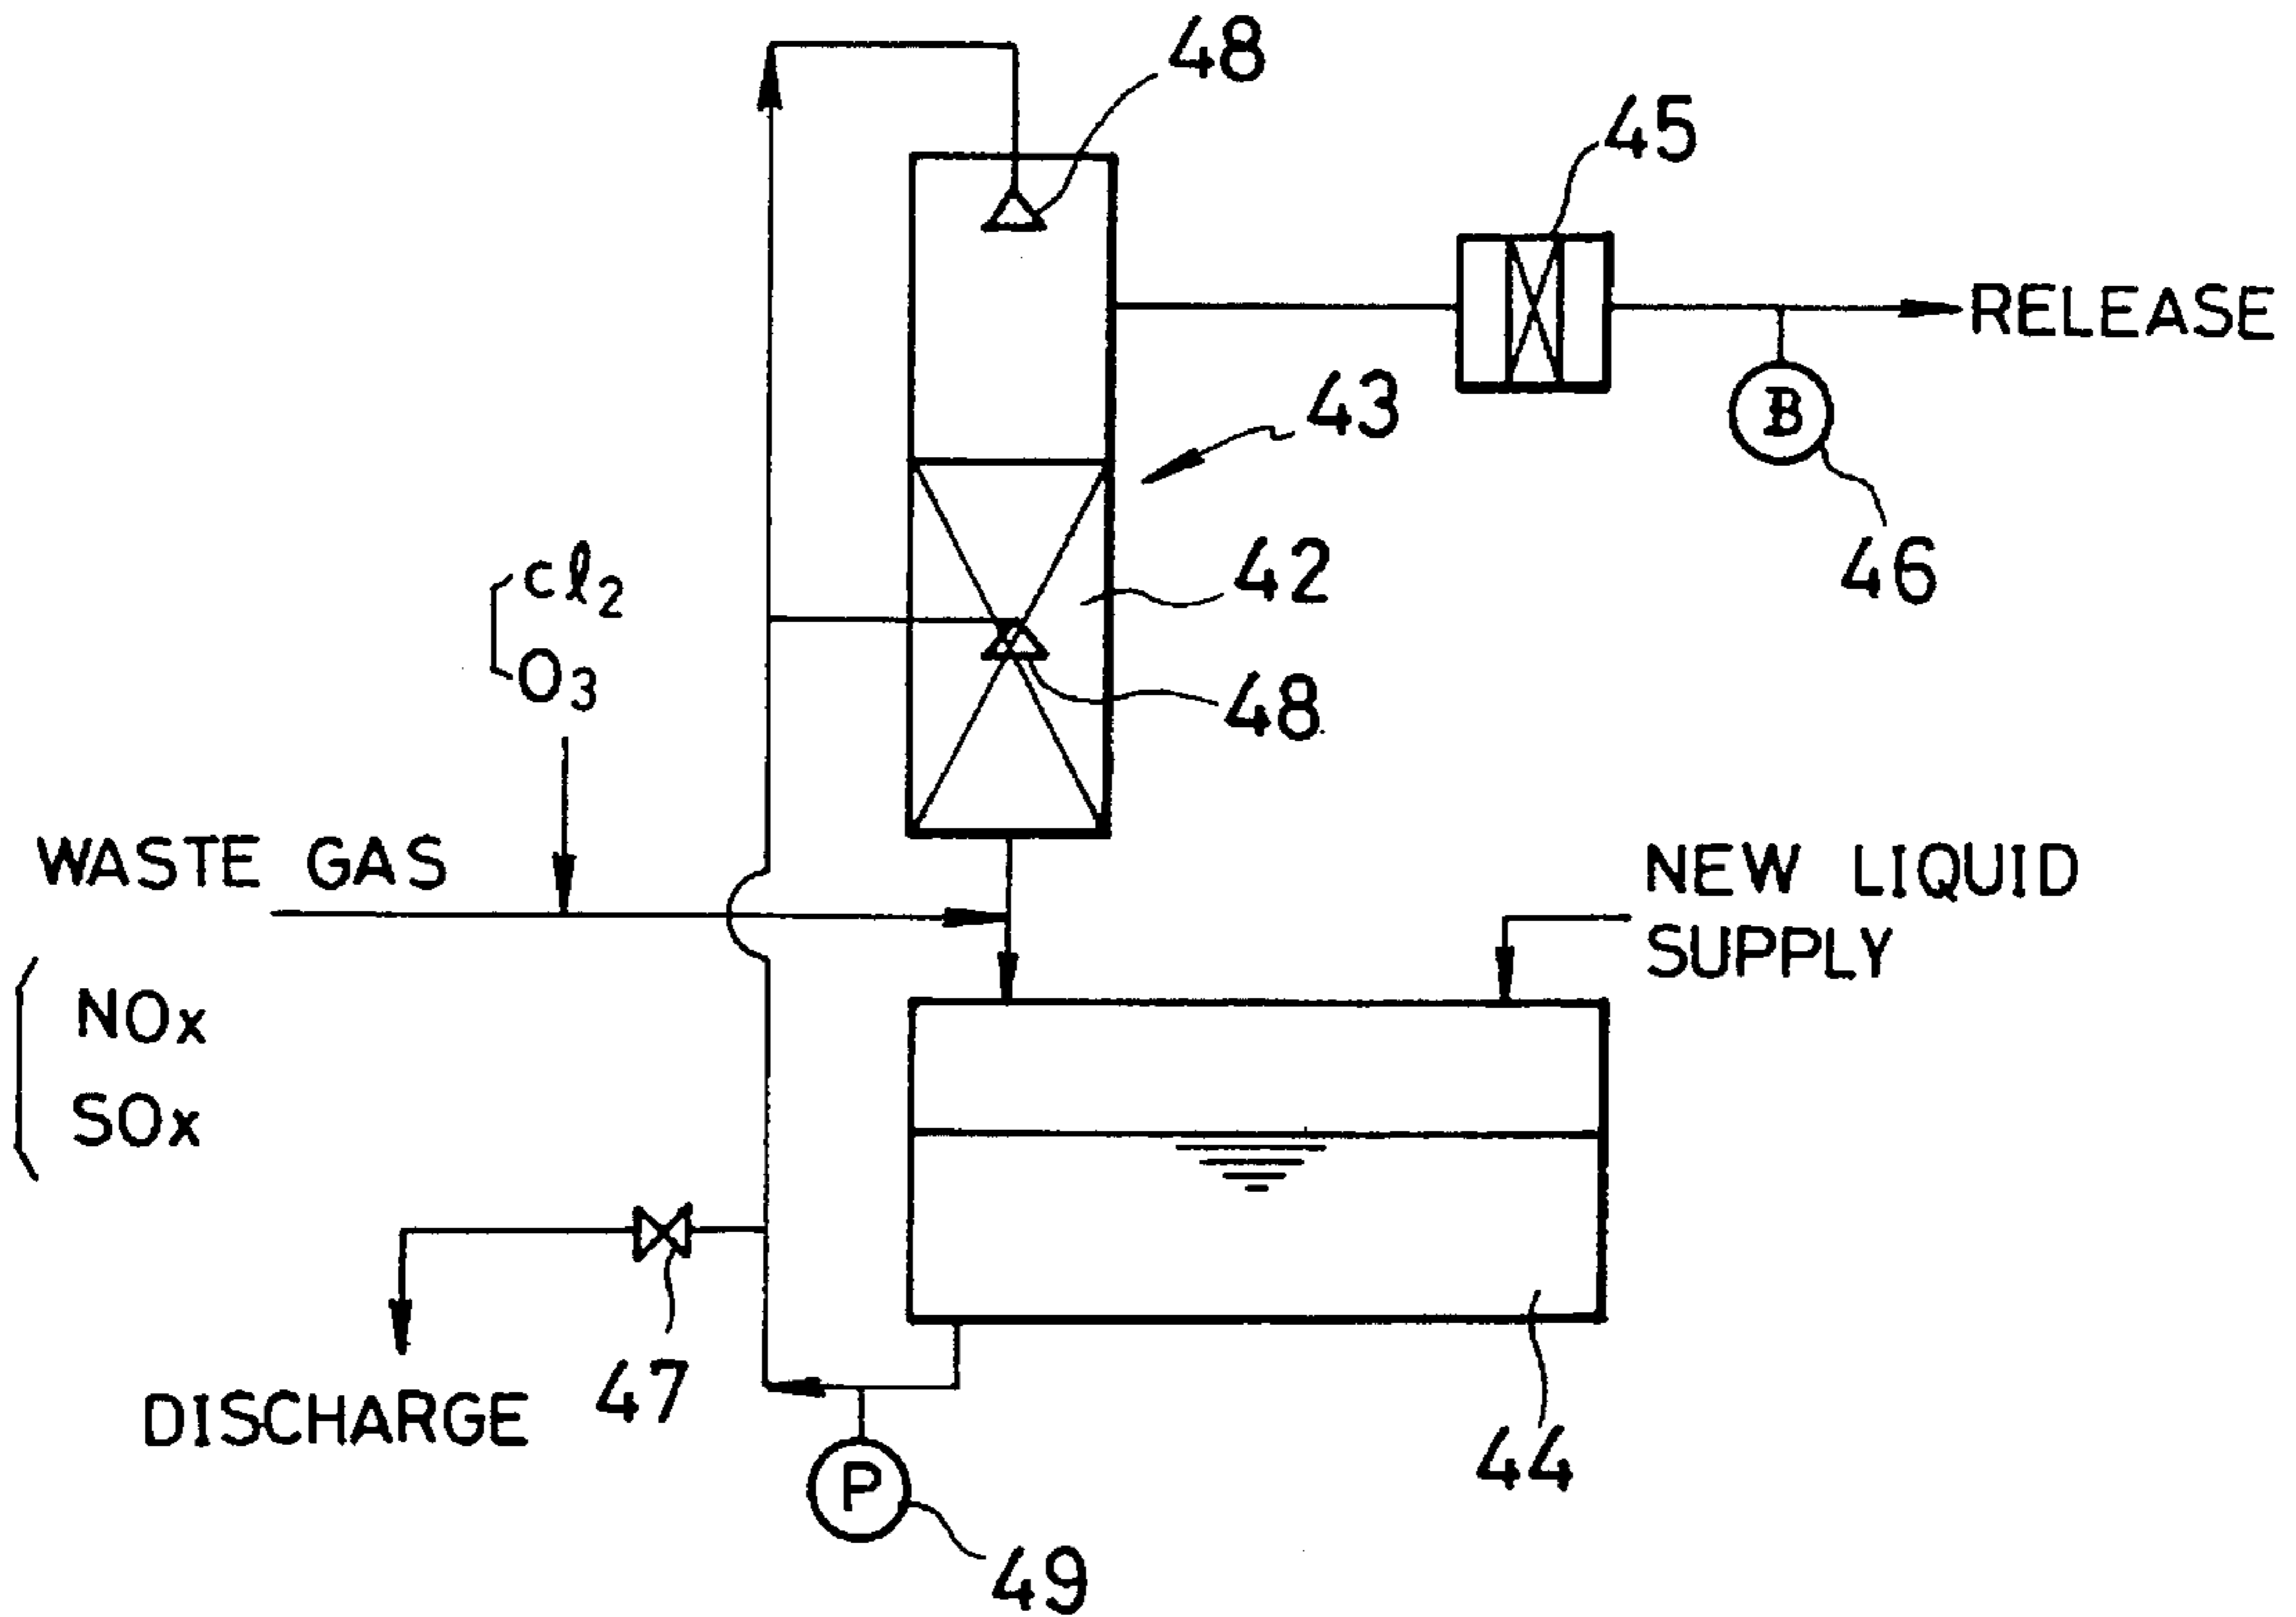 48
45
RELEASE
B
43
46
42
cl2
O3
48
WASTE GAS
NEW LIQUID
SUPPLY
NOx
SOx
47
DISCHARGE
44
P
49